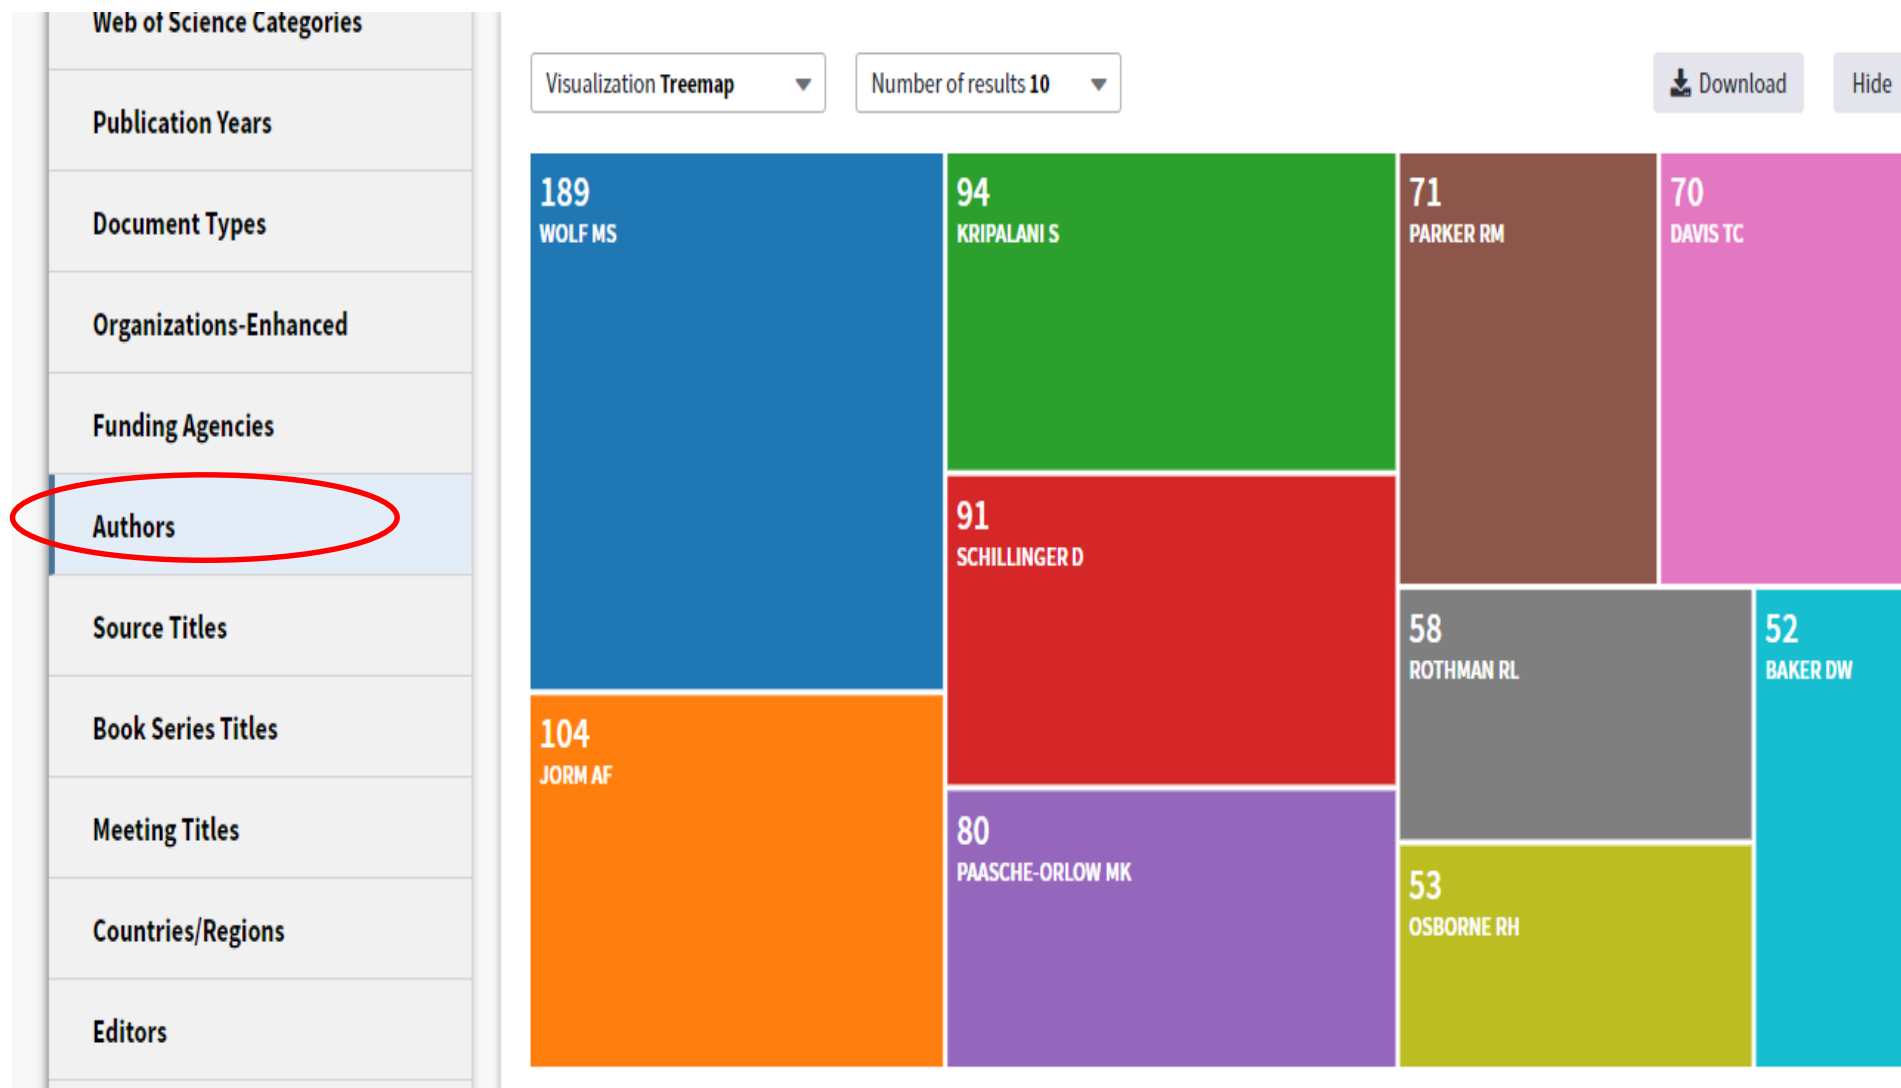 Web of Science Categories
Publication Years
Document Types
Organizations-Enhanced
Funding Agencies
Authors
Source Titles
Book Series Titles
Meeting Titles
Countries/Regions
Editors
Visualization Treemap
Number of results 10
Download
Hide
189
WOLF MS
104
JORM AF
94
KRIPALANI S
91
SCHILLINGER D
80
PAASCHE-ORLOW MK
71
PARKER RM
70
DAVIS TC
58
ROTHMAN RL
53
OSBORNE RH
52
BAKER DW